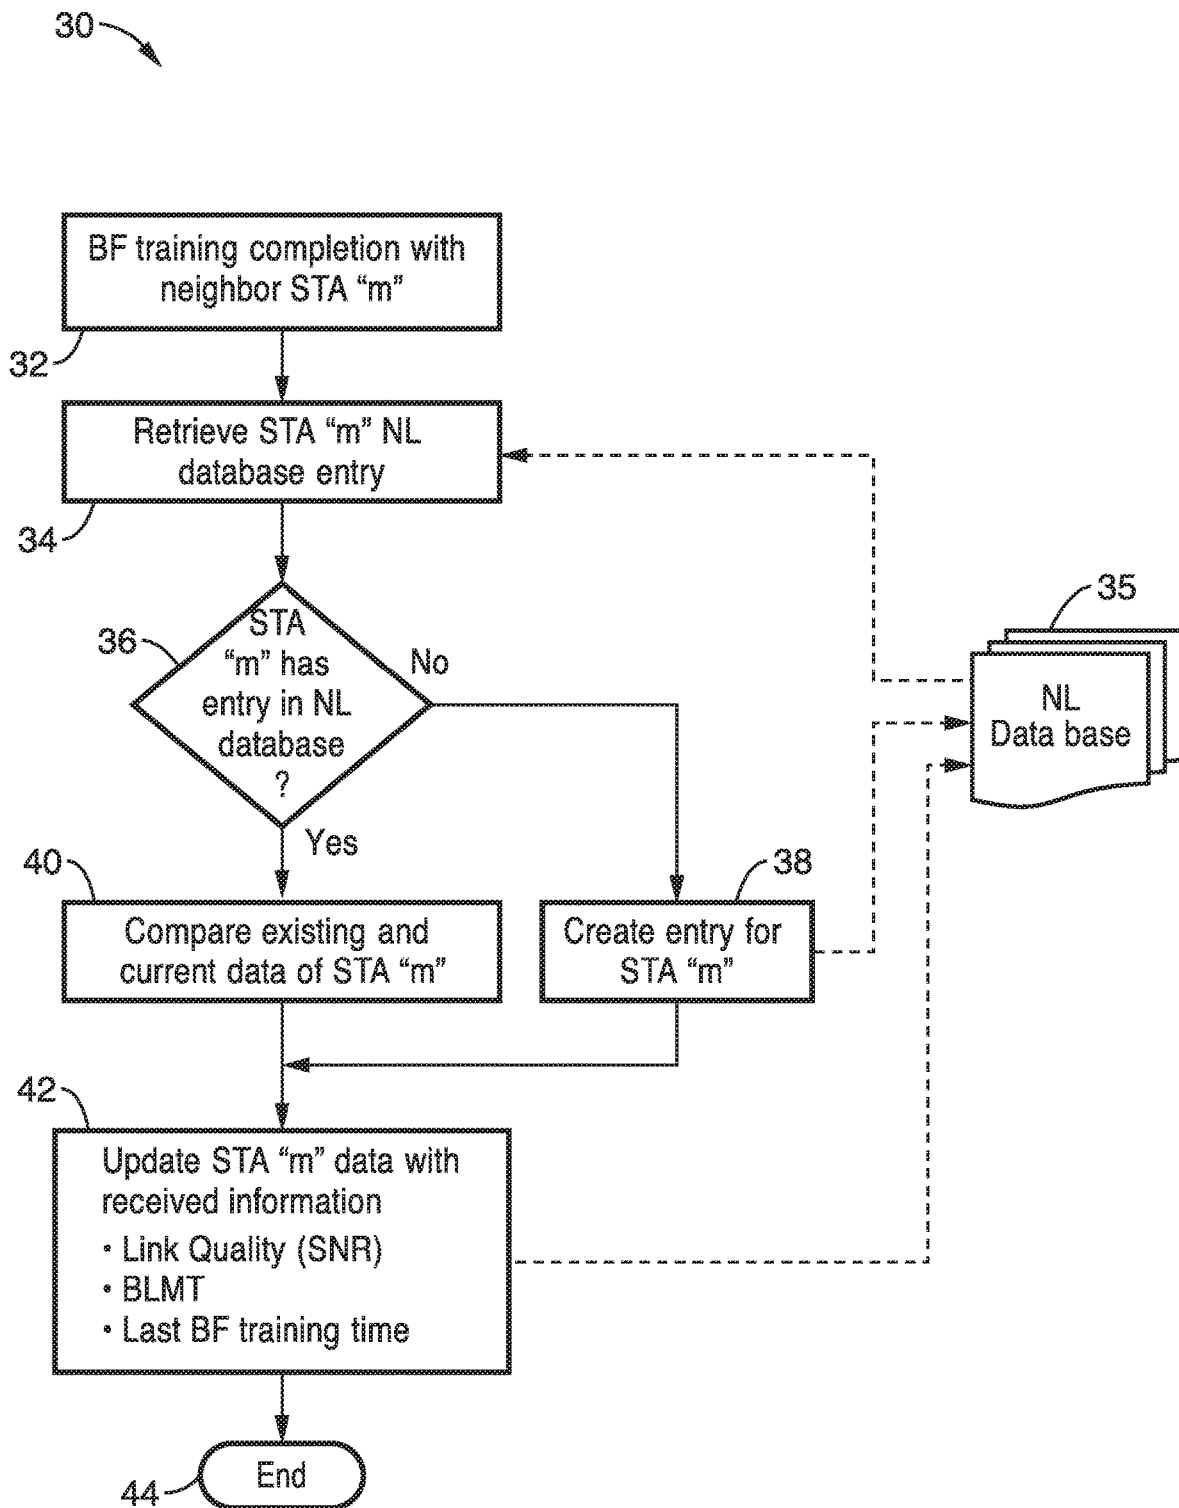 30
BF training completion with
neighbor STA “m”
32
Retrieve STA “m” NL
database entry
34
35
NL
Data base
36
STA
“m” has
entry in NL
database
?
No
Yes
40
Compare existing and
current data of STA “m”
38
Create entry for
STA “m”
42
Update STA “m” data with
received information
• Link Quality (SNR)
• BLMT
• Last BF training time
End
44